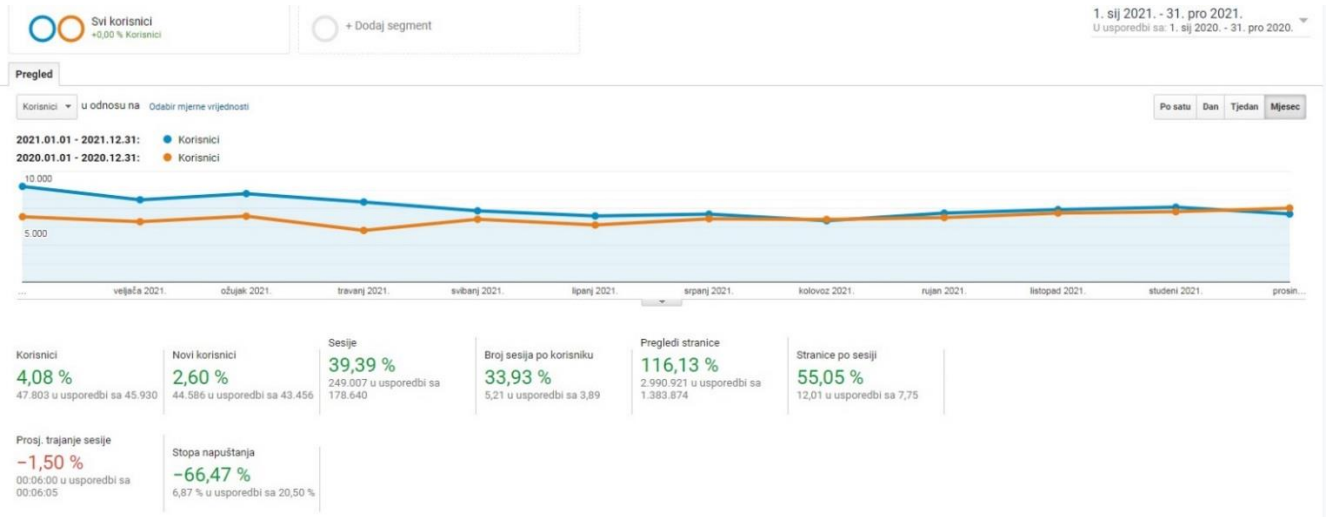 Svi korisnici
+0,00 % Korisnici
+ Dodaj segment
1. sij 2021. - 31. pro 2021.
U usporedbi sa: 1. sij 2020. - 31. pro 2020.
Pregled
Korisnici u odnosu na Odabir mjerne vrijednosti
Po satu Dan Tjedan Mjesec
2021.01.01 - 2021.12.31: Korisnici
2020.01.01 - 2020.12.31: Korisnici
10 000
5.000
... veljača 2021. ožujak 2021. travanj 2021. svibanj 2021. lipanj 2021. srpanj 2021. kolovoz 2021. rujan 2021. listopad 2021. studeni 2021. prosin...
Korisnici
4,08 %
47.803 u usporedbi sa 45.930
Novi korisnici
2,60 %
44.586 u usporedbi sa 43.456
Sesije
39,39 %
249.007 u usporedbi sa
178.640
Broj sesija po korisniku
33,93 %
5,21 u usporedbi sa 3,89
Pregledi stranice
116,13 %
2.990.921 u usporedbi sa
1.383.874
Stranice po sesiji
55,05 %
12,01 u usporedbi sa 7,75
Prosj. trajanje sesije
−1,50 %
00:06:00 u usporedbi sa
00:06:05
Stopa napuštanja
−66,47 %
6,87 % u usporedbi sa 20,50 %